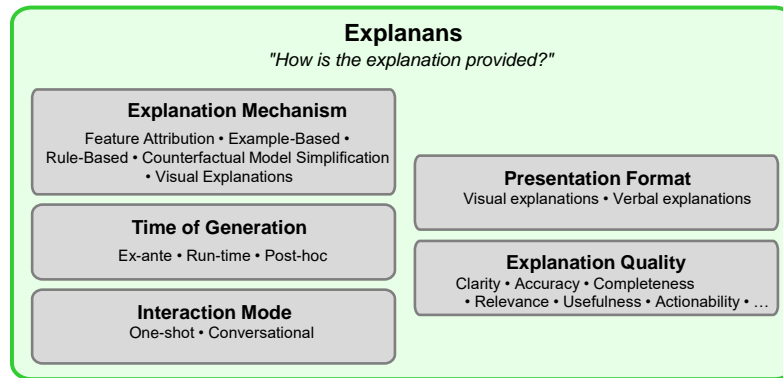 Explanans
"How is the explanation provided?"
Explanation Mechanism
Feature Attribution • Example-Based •
Rule-Based • Counterfactual Model Simplification
• Visual Explanations
Time of Generation
Ex-ante • Run-time • Post-hoc
Interaction Mode
One-shot • Conversational
Presentation Format
Visual explanations • Verbal explanations
Explanation Quality
Clarity • Accuracy • Completeness
• Relevance • Usefulness • Actionability • …